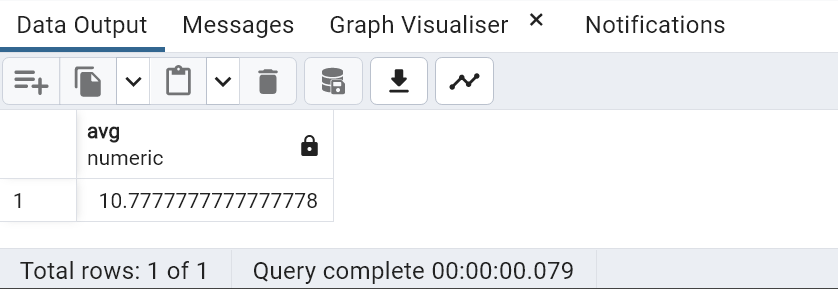 Data Output Messages Graph Visualiser × Notifications
avg
numeric
1 10.7777777777777778
Total rows: 1 of 1 Query complete 00:00:00.079